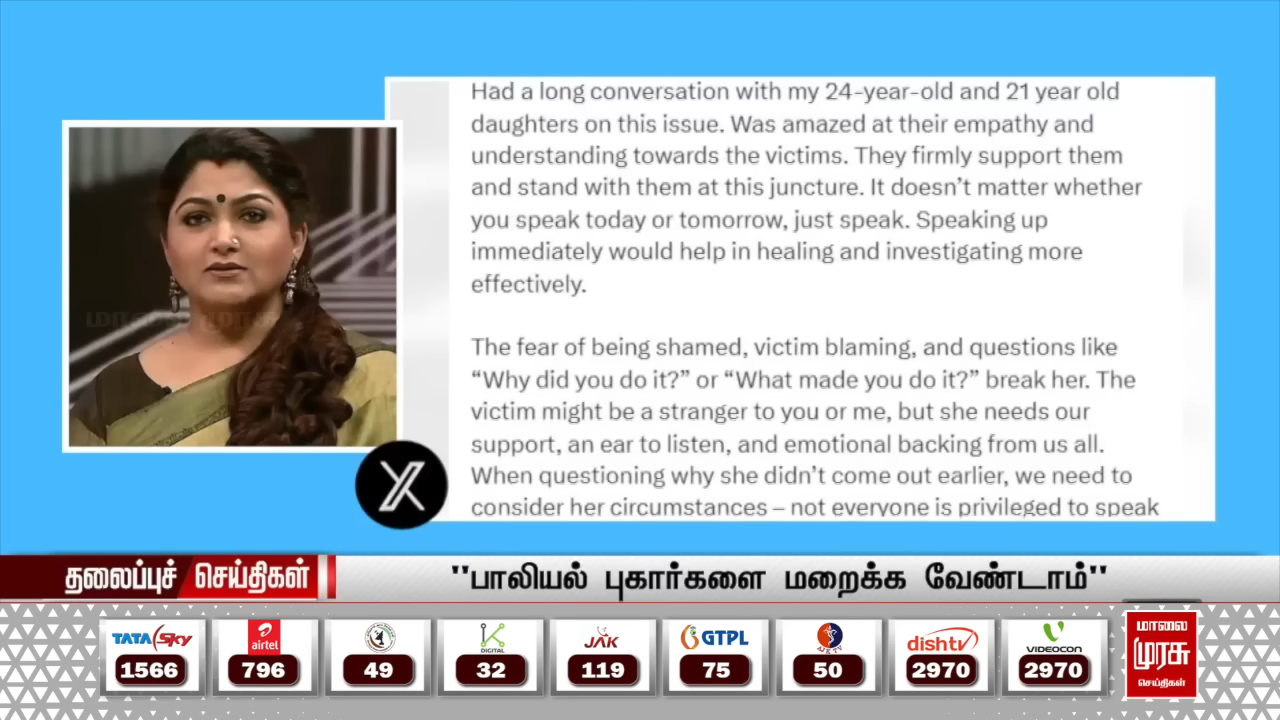 Had a long conversation with my 24-year-old and 21 year old
daughters on this issue. Was amazed at their empathy and
understanding towards the victims. They firmly support them
and stand with them at this juncture. It doesn’t matter whether
you speak today or tomorrow, just speak. Speaking up
immediately would help in healing and investigating more
effectively.
The fear of being shamed, victim blaming, and questions like
“Why did you do it?” or “What made you do it?” break her. The
victim might be a stranger to you or me, but she needs our
support, an ear to listen, and emotional backing from us all.
When questioning why she didn’t come out earlier, we need to
consider her circumstances – not everyone is privileged to speak
X
தலைப்புச் செய்திகள்
"பாலியல் புகார்களை மறைக்க வேண்டாம்"
TATA Sky 1566
airtel 796
49
K DIGITAL 32
JAK 119
GTPL 75
50
dishtv 2970
VIDEOCON 2970
மாலை
முரசு
செய்திகள்